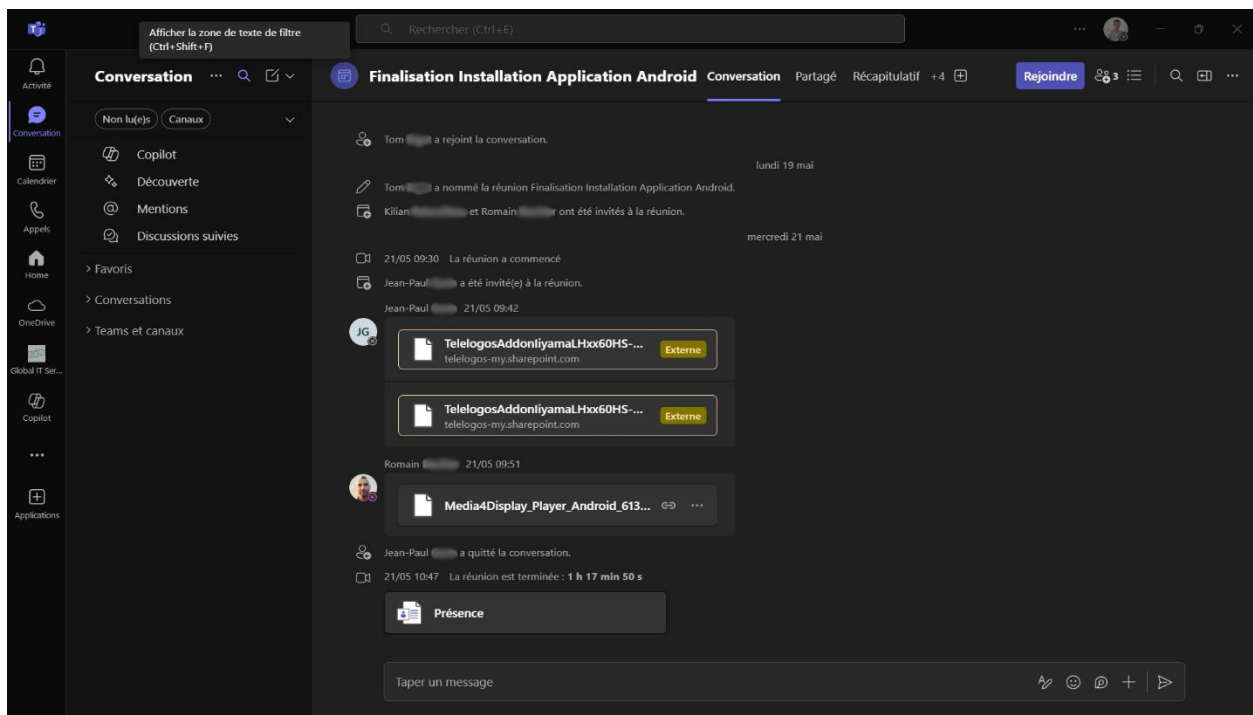 Afficher la zone de texte de filtre
(Ctrl+Shift+F)
Rechercher (Ctrl+E)
Activité
Conversation
Calendrier
Appels
Home
OneDrive
Global IT Ser...
Copilot
Applications
Conversation
Non lu(e)s
Canaux
Copilot
Découverte
Mentions
Discussions suivies
> Favoris
> Conversations
> Teams et canaux
Finalisation Installation Application Android Conversation Partagé Récapitulatif +4
Rejoindre
3
Tom a rejoint la conversation.
lundi 19 mai
Tom a nommé la réunion Finalisation Installation Application Android.
Kilian et Romain ont été invités à la réunion.
mercredi 21 mai
21/05 09:30 La réunion a commencé
Jean-Paul a été invité(e) à la réunion.
Jean-Paul 21/05 09:42
JG
TelelogosAddonIiyamaLHxx60HS-... Externe
telelogos-my.sharepoint.com
TelelogosAddonIiyamaLHxx60HS-... Externe
telelogos-my.sharepoint.com
Romain 21/05 09:51
Media4Display_Player_Android_613...
Jean-Paul a quitté la conversation.
21/05 10:47 La réunion est terminée : 1 h 17 min 50 s
Présence
Taper un message